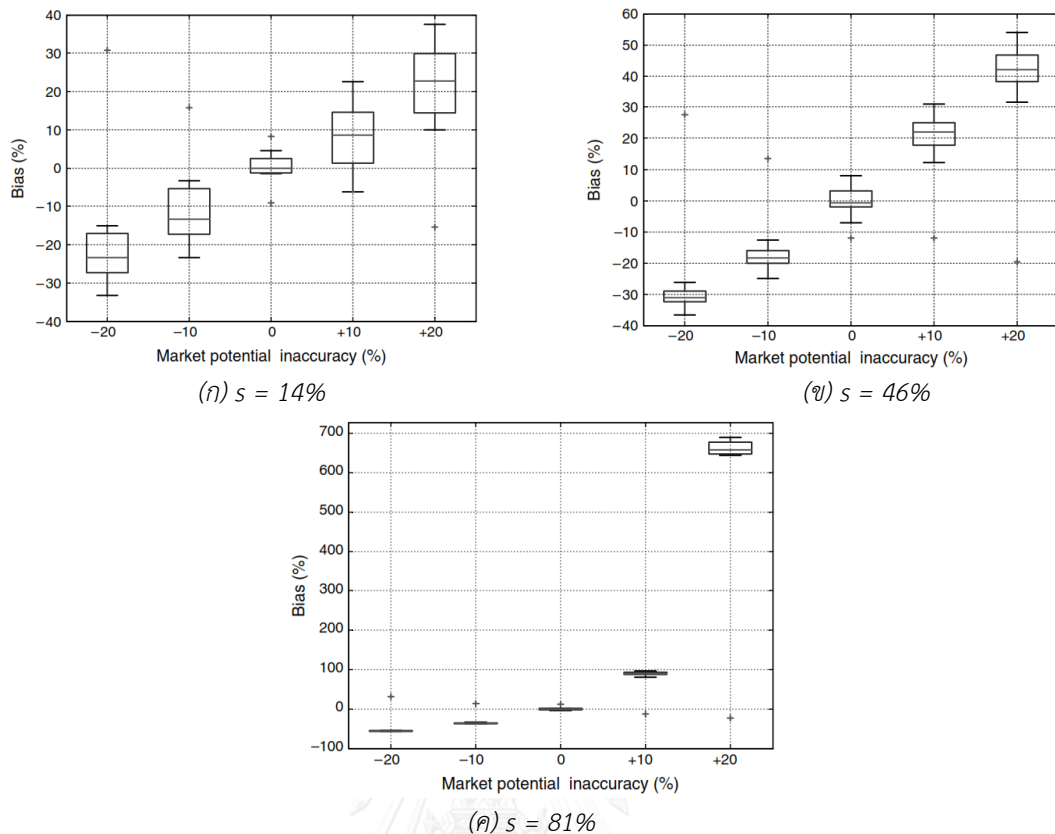 40
30
20
10
0
−10
−20
−30
−40
Bias (%)
−20 −10 0 +10 +20
Market potential inaccuracy (%)
(ก) s = 14%
60
50
40
30
20
10
0
−10
−20
−30
−40
Bias (%)
−20 −10 0 +10 +20
Market potential inaccuracy (%)
(ข) s = 46%
700
600
500
400
300
200
100
0
−100
Bias (%)
−20 −10 0 +10 +20
Market potential inaccuracy (%)
(ค) s = 81%